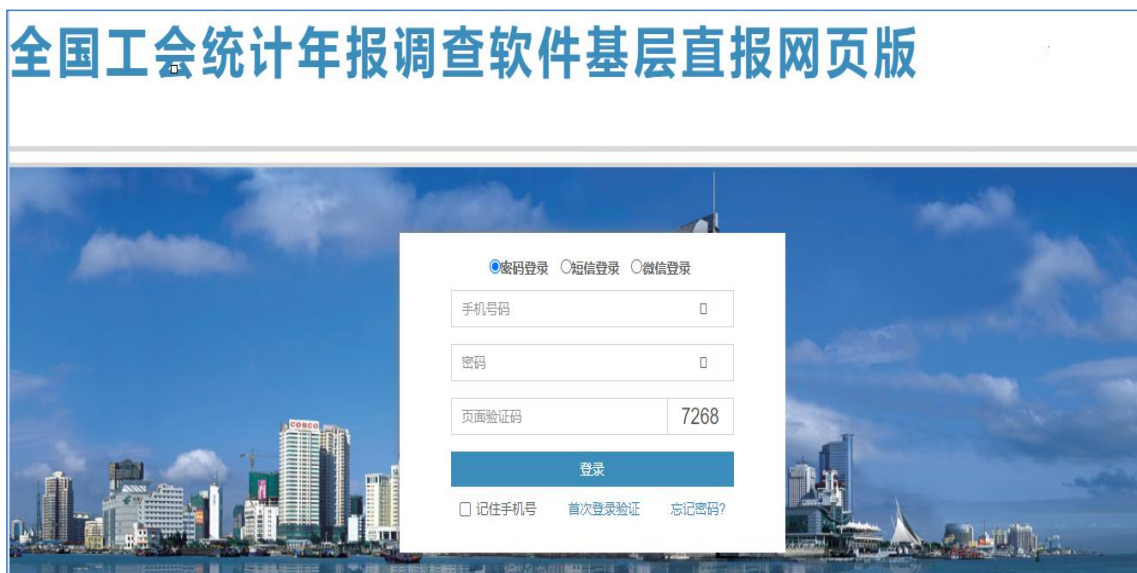 全国工会统计年报调查软件基层直报网页版
密码登录 短信登录 微信登录
手机号码
密码
页面验证码 7268
登录
记住手机号 首次登录验证 忘记密码?
COSCO